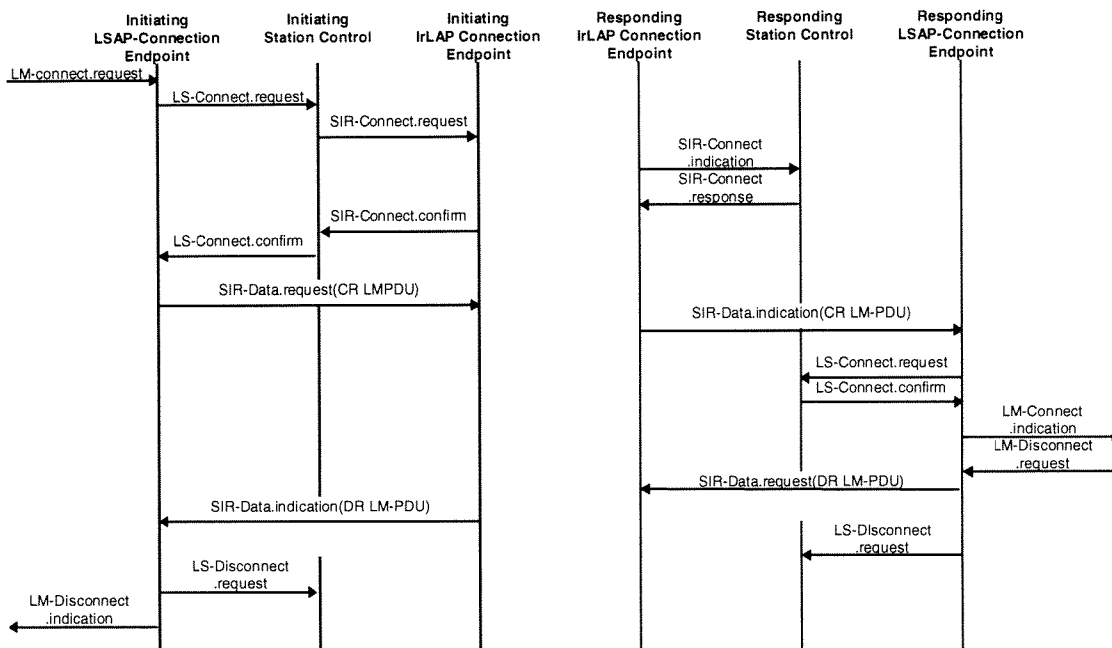 Initiating
LSAP-Connection
Endpoint
Initiating
Station Control
Initiating
IrLAP Connection
Endpoint
Responding
IrLAP Connection
Endpoint
Responding
Station Control
Responding
LSAP-Connection
Endpoint
LM-connect.request
LS-Connect.request
SIR-Connect.request
SIR-Connect
.indication
SIR-Connect
.response
SIR-Connect.confirm
LS-Connect.confirm
SIR-Data.request(CR LMPDU)
SIR-Data.indication(CR LM-PDU)
LS-Connect.request
LS-Connect.confirm
LM-Connect
.indication
LM-Disconnect
.request
SIR-Data.request(DR LM-PDU)
SIR-Data.indication(DR LM-PDU)
LS-DIsconnect
.request
LS-Disconnect
.request
LM-Disconnect
.indication